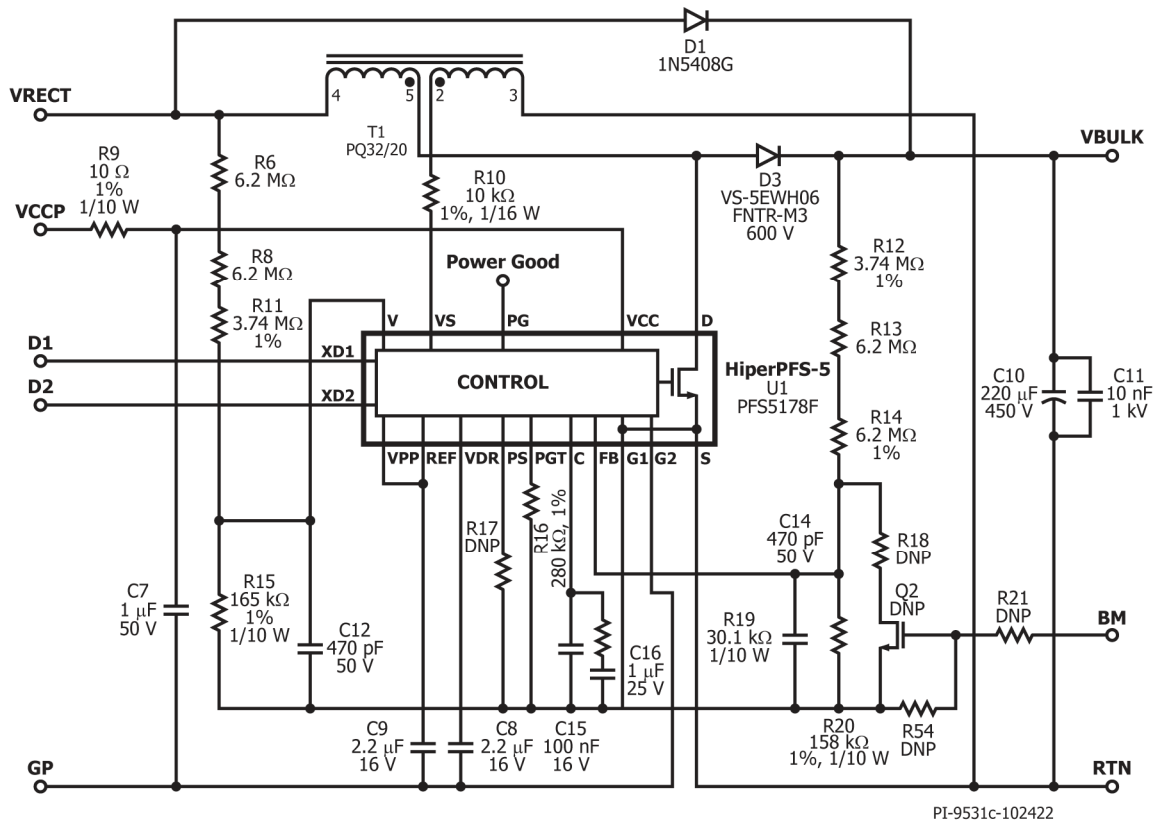 D1
1N5408G
VRECT
4
5
2
3
T1
PQ32/20
VBULK
R9
10 Ω
1%
1/10 W
R6
6.2 MΩ
R10
10 kΩ
1%, 1/16 W
D3
VS-5EWH06
FNTR-M3
600 V
VCCP
R8
6.2 MΩ
Power Good
R12
3.74 MΩ
1%
R11
3.74 MΩ
1%
V
VS
PG
VCC
D
R13
6.2 MΩ
D1
XD1
D2
XD2
CONTROL
HiperPFS-5
U1
PFS5178F
C10
220 μF
450 V
C11
10 nF
1 kV
R14
6.2 MΩ
1%
VPP
REF
VDR
PS
PGT
C
FB
G1
G2
S
R17
DNP
R16
280 kΩ, 1%
C14
470 pF
50 V
R18
DNP
C7
1 μF
50 V
R15
165 kΩ
1%
1/10 W
Q2
DNP
R21
DNP
BM
C12
470 pF
50 V
R19
30.1 kΩ
1/10 W
C16
1 μF
25 V
C9
2.2 μF
16 V
C8
2.2 μF
16 V
C15
100 nF
16 V
R20
158 kΩ
1%, 1/10 W
R54
DNP
GP
RTN
PI-9531c-102422